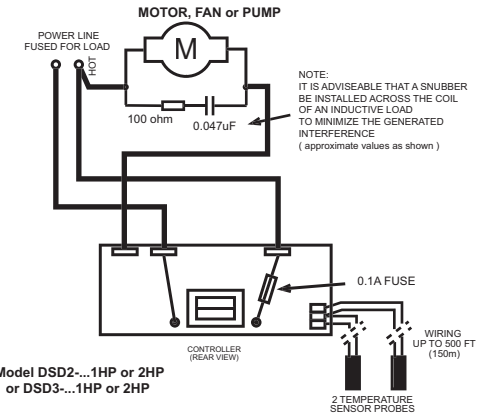 MOTOR, FAN or PUMP
POWER LINE
FUSED FOR LOAD
HOT
M
100 ohm
0.047uF
NOTE:
IT IS ADVISEABLE THAT A SNUBBER
BE INSTALLED ACROSS THE COIL
OF AN INDUCTIVE LOAD
TO MINIMIZE THE GENERATED
INTERFERENCE
( approximate values as shown )
0.1A FUSE
CONTROLLER
(REAR VIEW)
WIRING
UP TO 500 FT
(150m)
Model DSD2-...1HP or 2HP
or DSD3-...1HP or 2HP
2 TEMPERATURE
SENSOR PROBES